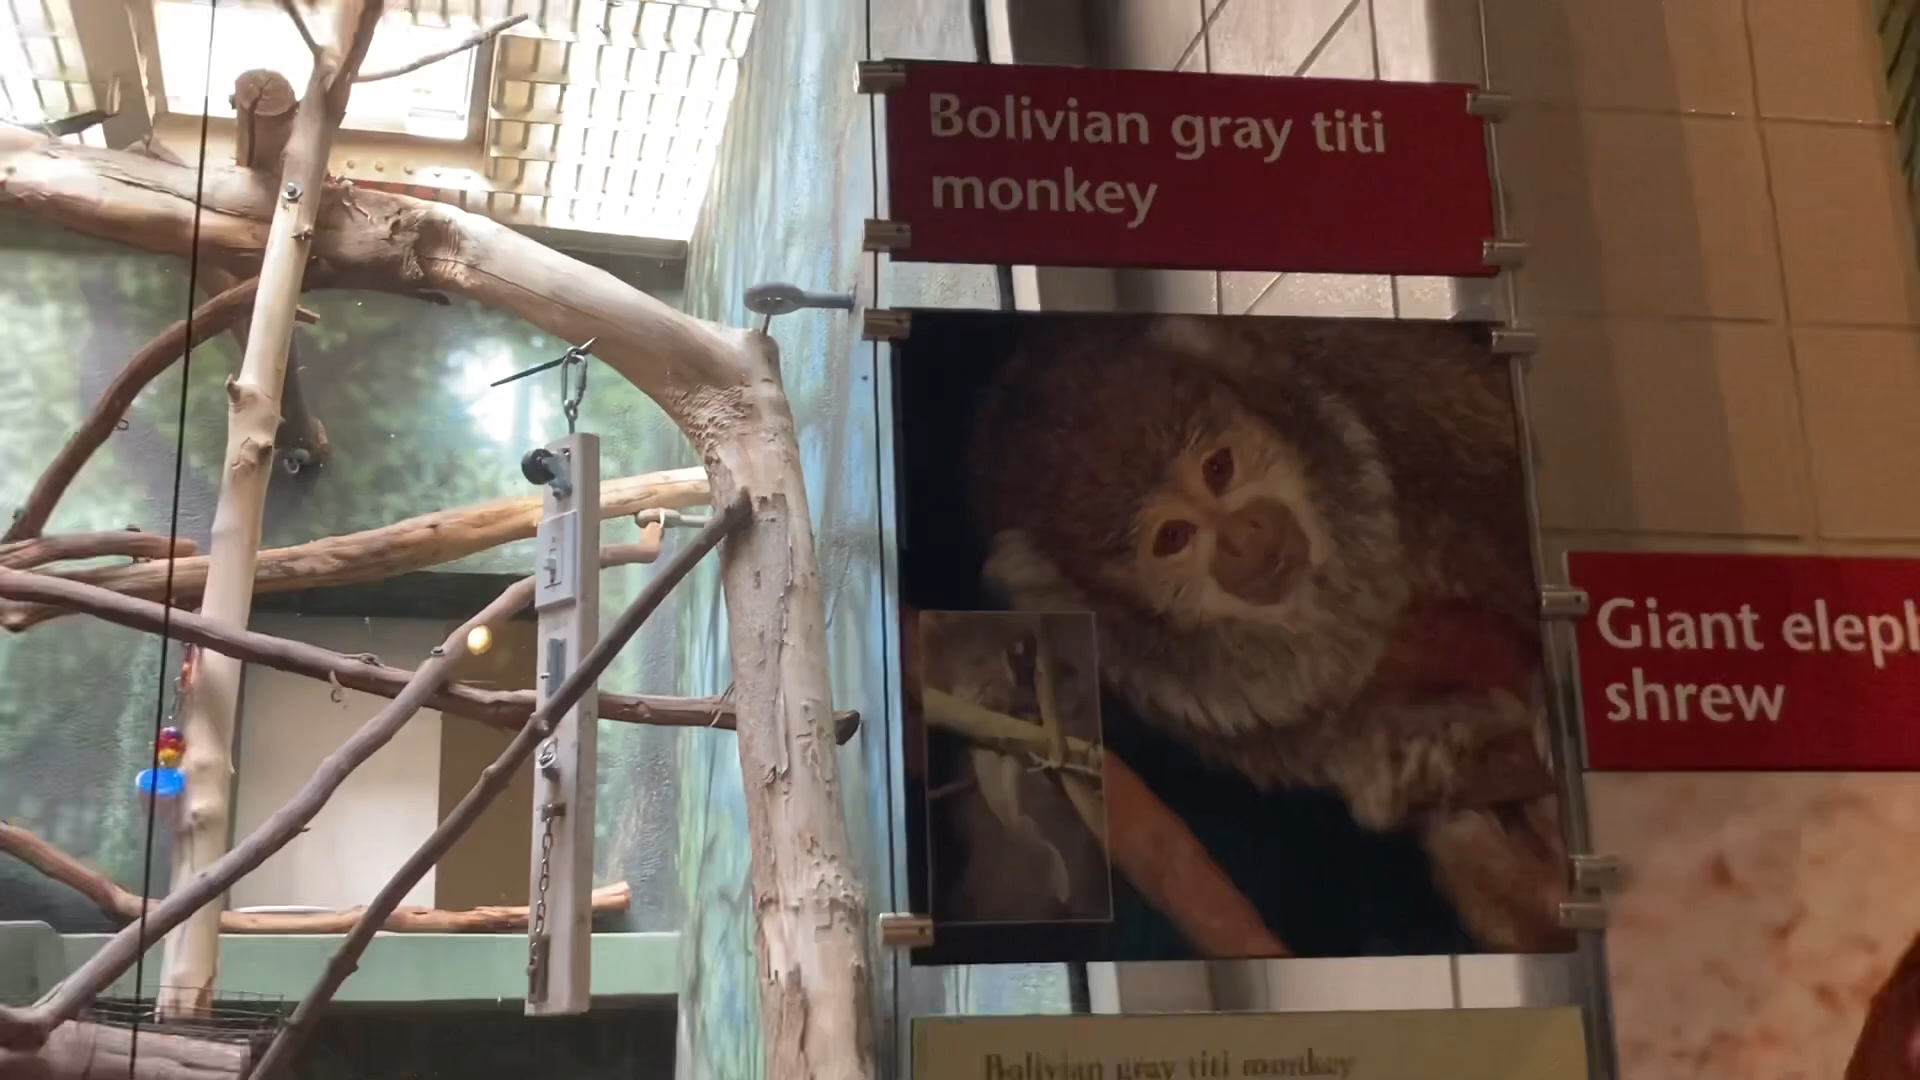 Bolivian gray titi
monkey
Giant eleph
shrew
Bolivian gray titi monkey